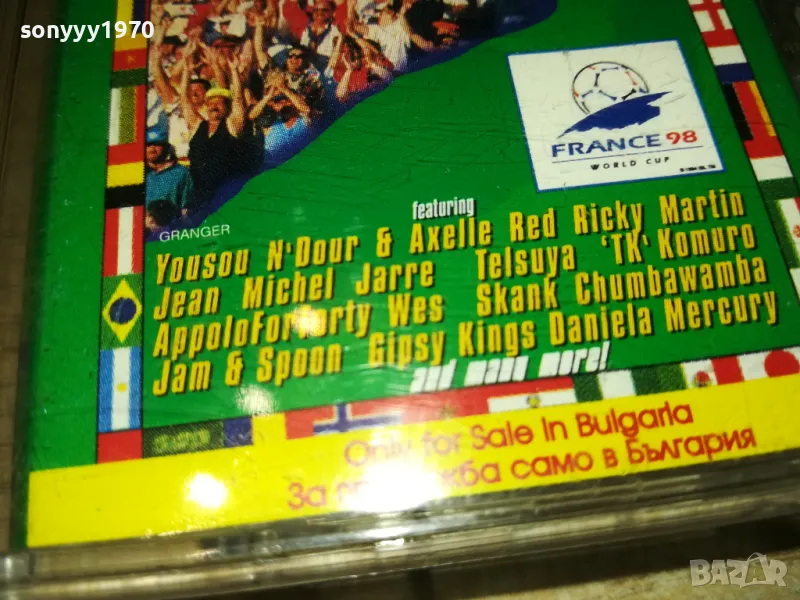 sonyyy1970
FRANCE 98
WORLD CUP
GRANGER
featuring
Yousou N'Dour & Axelle Red Ricky Martin
Jean Michel Jarre Tetsuya 'TK' Komuro
AppoloForForty Wes Skank Chumbawamba
Jam & Spoon Gipsy Kings Daniela Mercury
and many more!
Only for Sale In Bulgaria
За продажба само в България
BAZAR